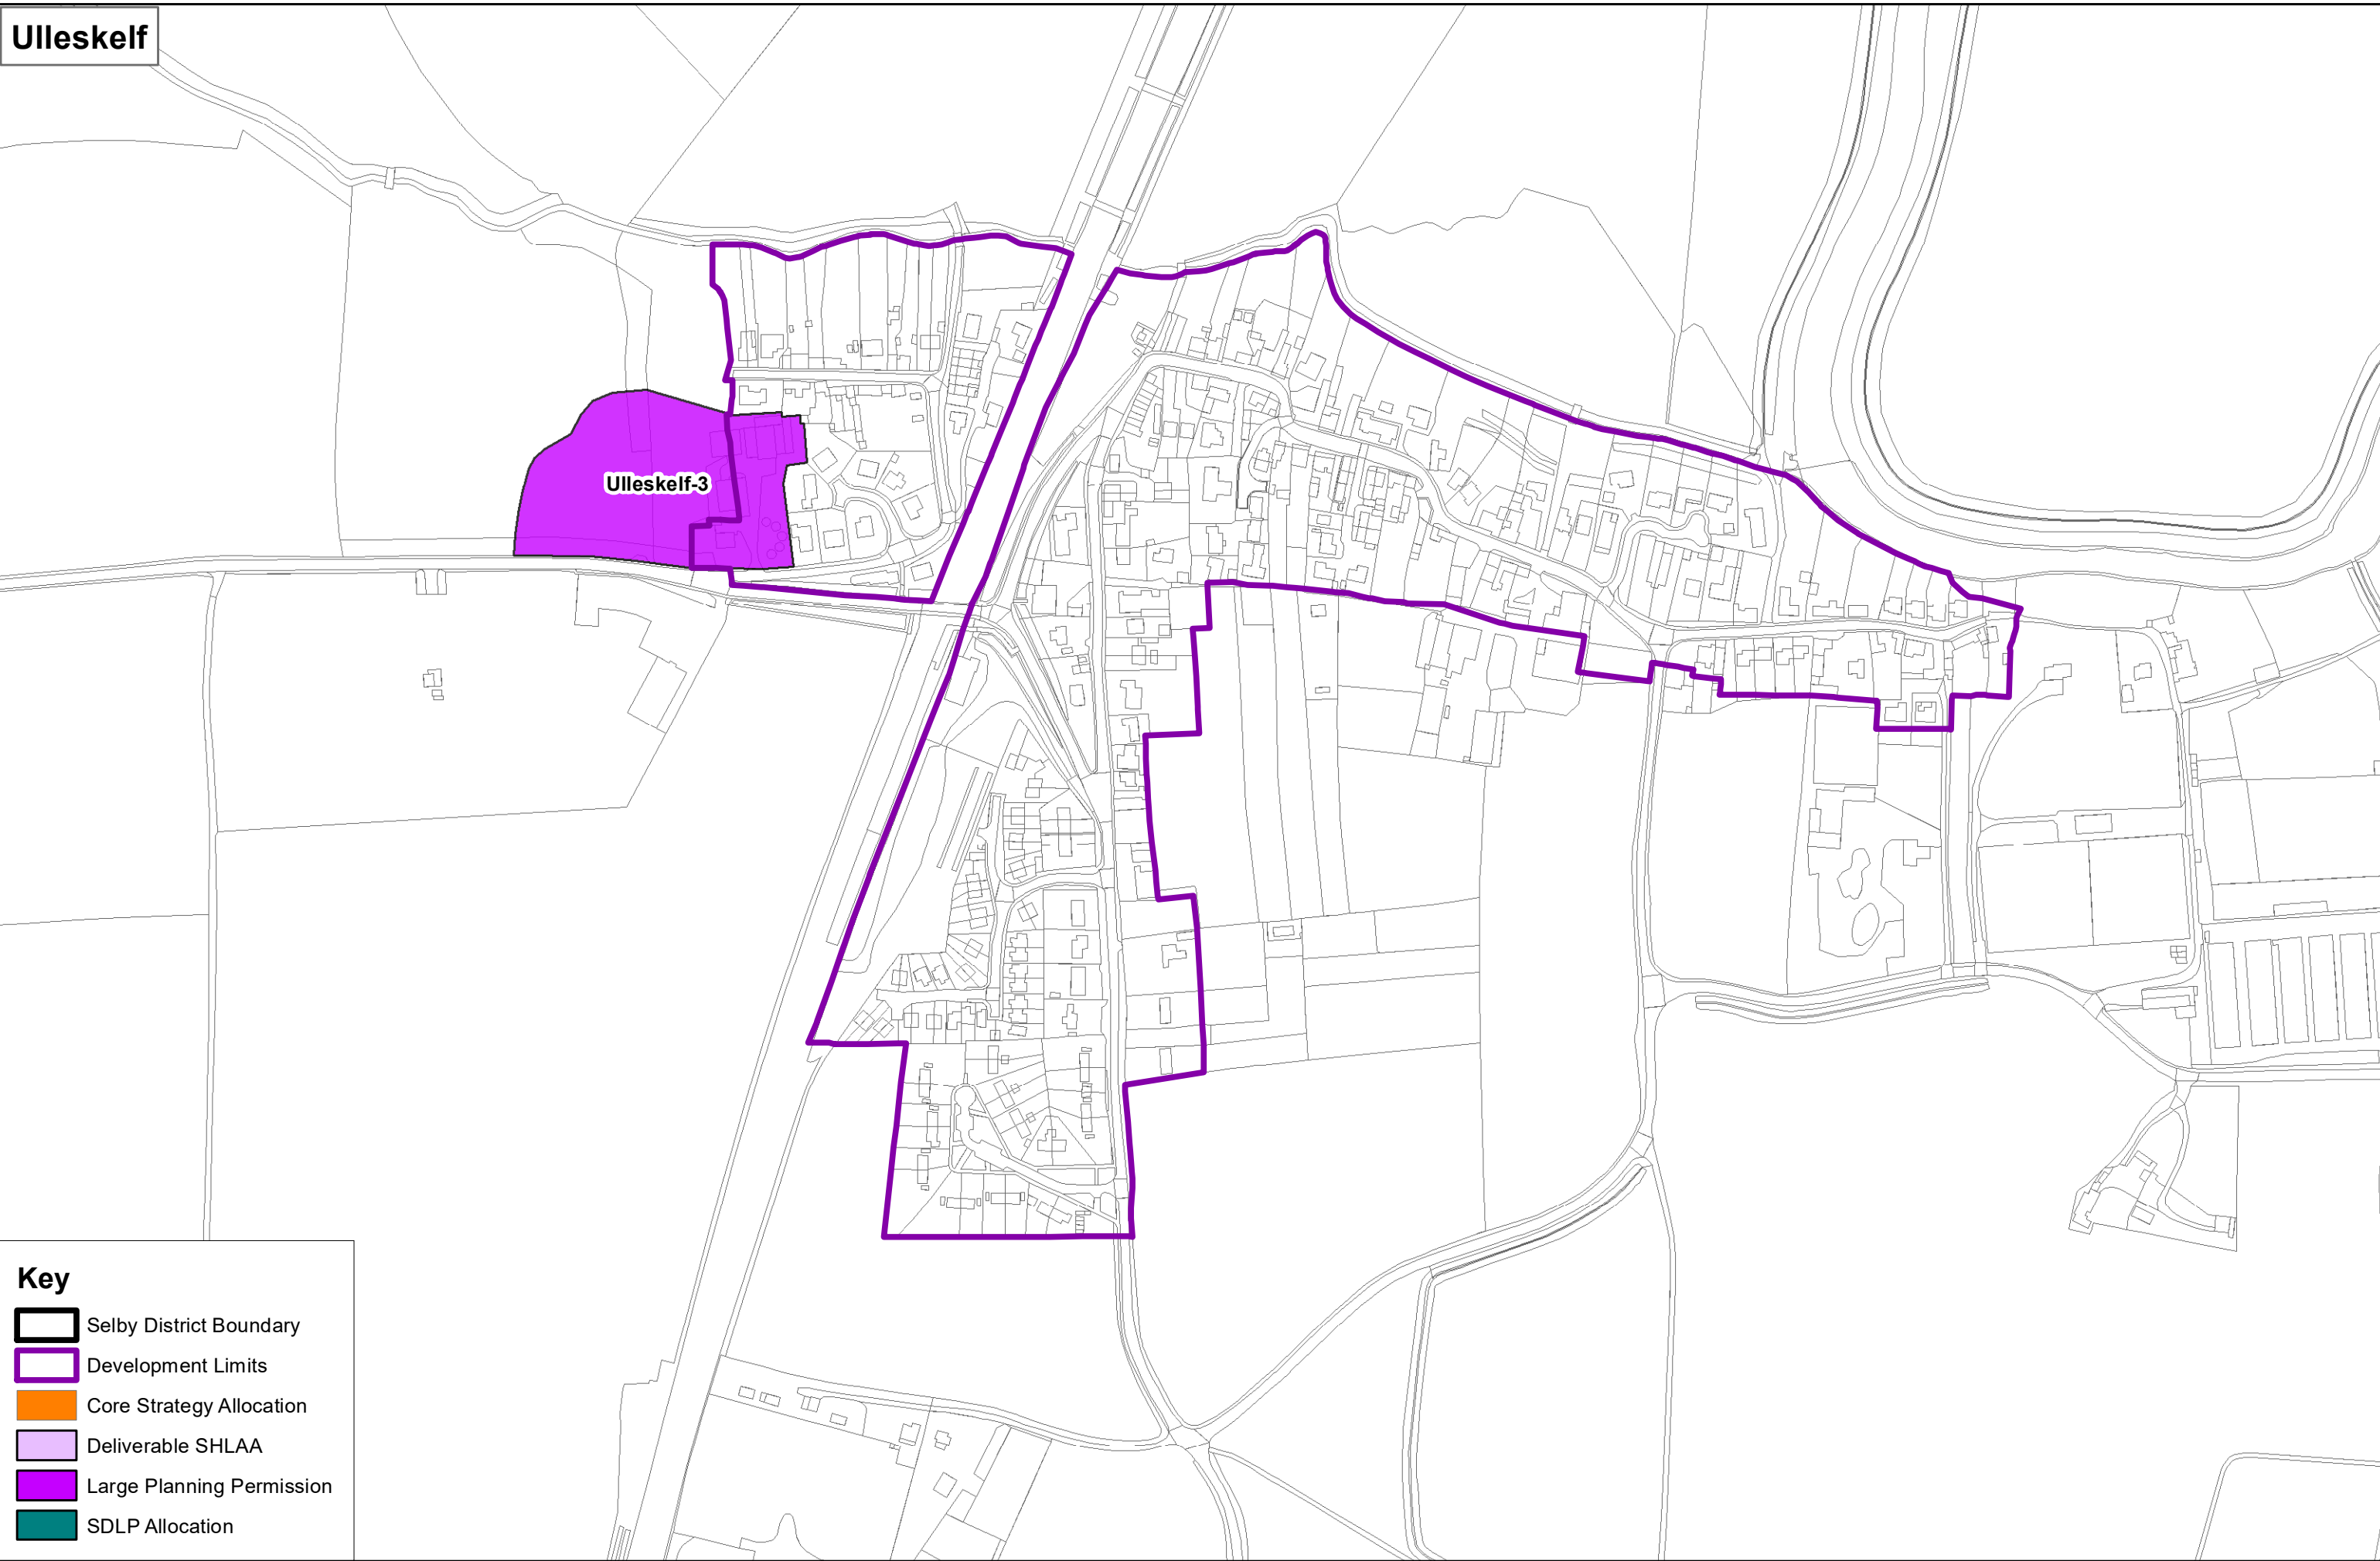 Ulleskelf
Ulleskelf-3
Key
Selby District Boundary
Development Limits
Core Strategy Allocation
Deliverable SHLAA
Large Planning Permission
SDLP Allocation